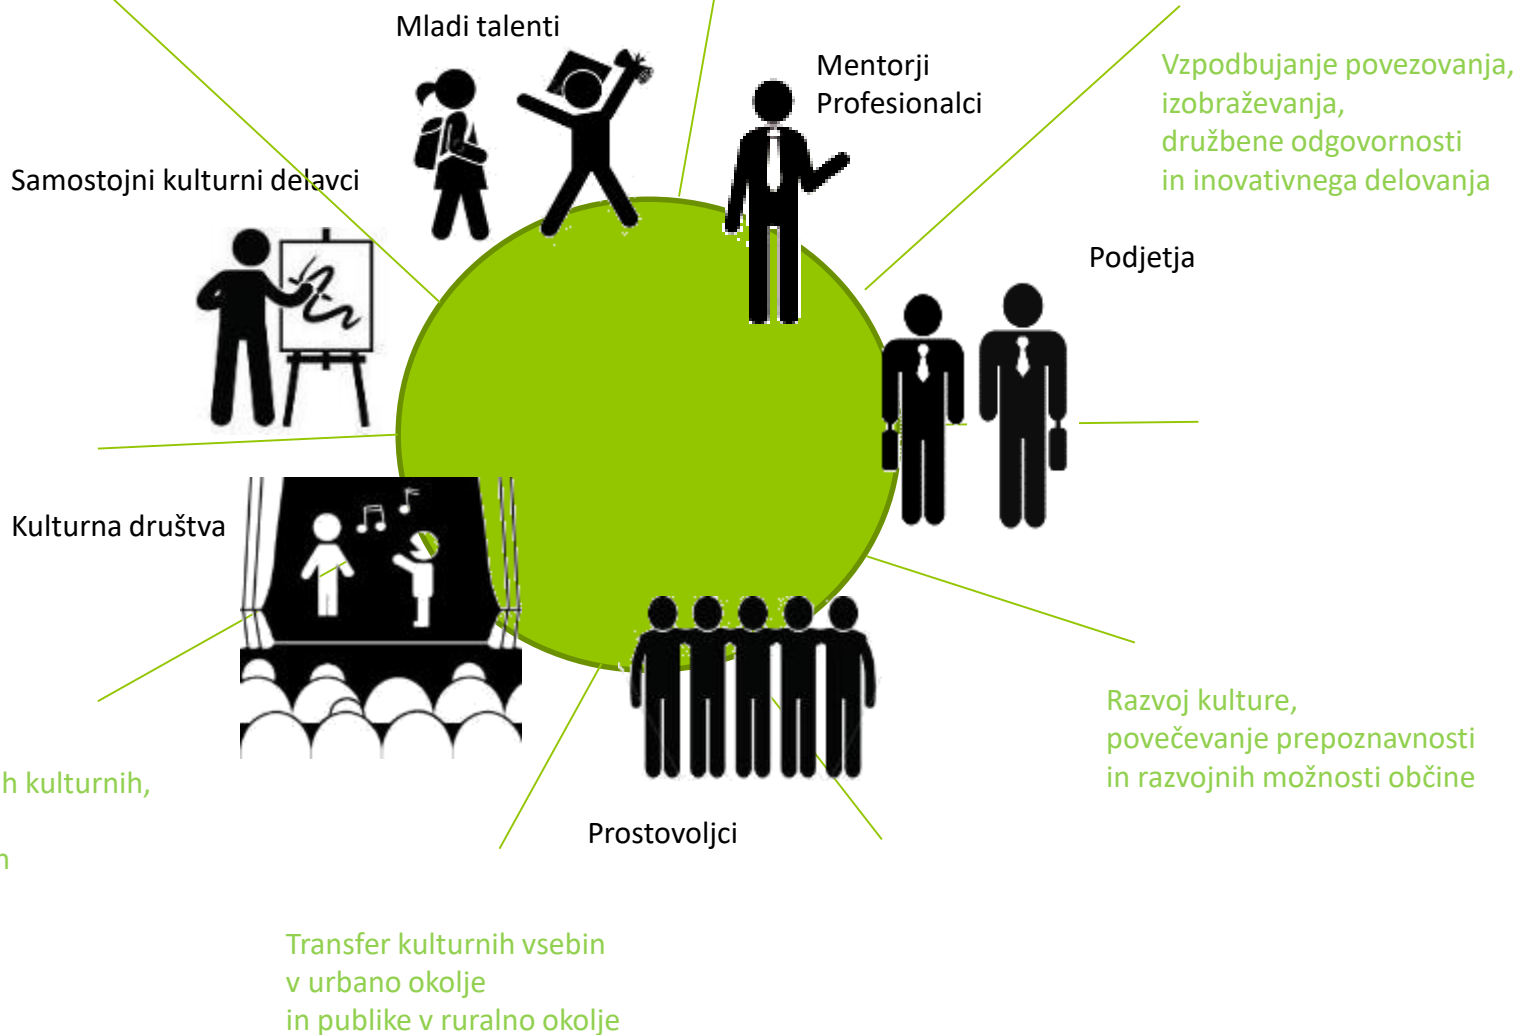 Mladi talenti
Mentorji
Profesionalci
Vzpodbujanje povezovanja,
izobraževanja,
družbene odgovornosti
in inovativnega delovanja
Samostojni kulturni delavci
Podjetja
Kulturna društva
Razvoj kulture,
povečevanje prepoznavnosti
in razvojnih možnosti občine
kulturnih,
Prostovoljci
Transfer kulturnih vsebin
v urbano okolje
in publike v ruralno okolje